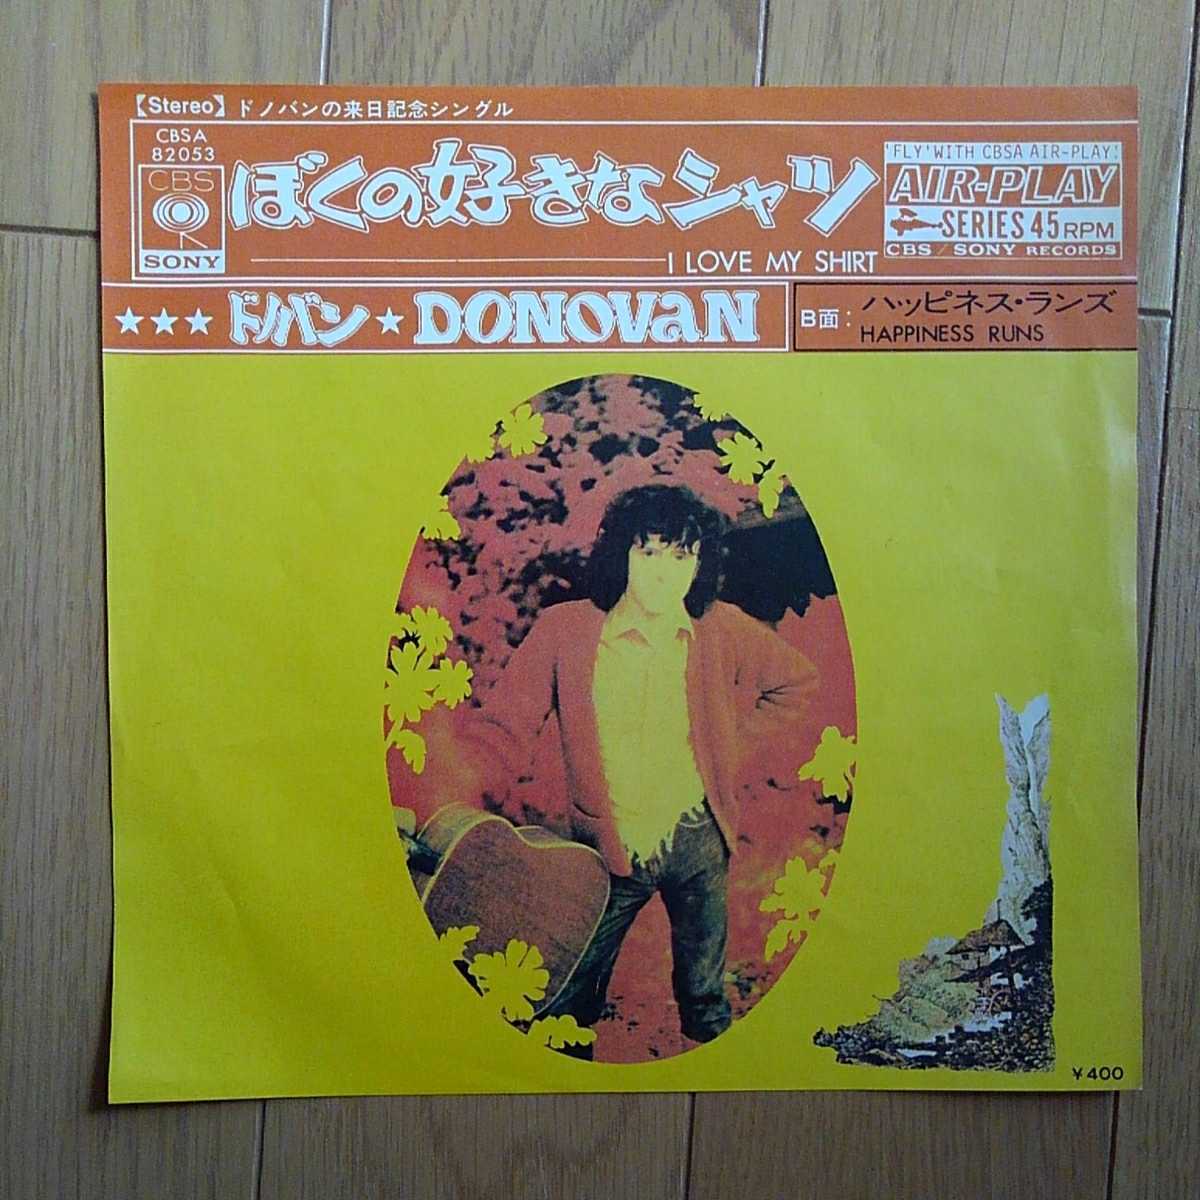 【Stereo】ドノバンの来日記念シングル
CBSA
82053
CBS
SONY
ぼくの好きなシャツ
I LOVE MY SHIRT
'FLY' WITH CBSA AIR-PLAY!
AIR-PLAY
SERIES 45 RPM
CBS/SONY RECORDS
★★★ドノバン★DONOVaN
B面:ハッピネス・ランズ
HAPPINESS RUNS
¥400